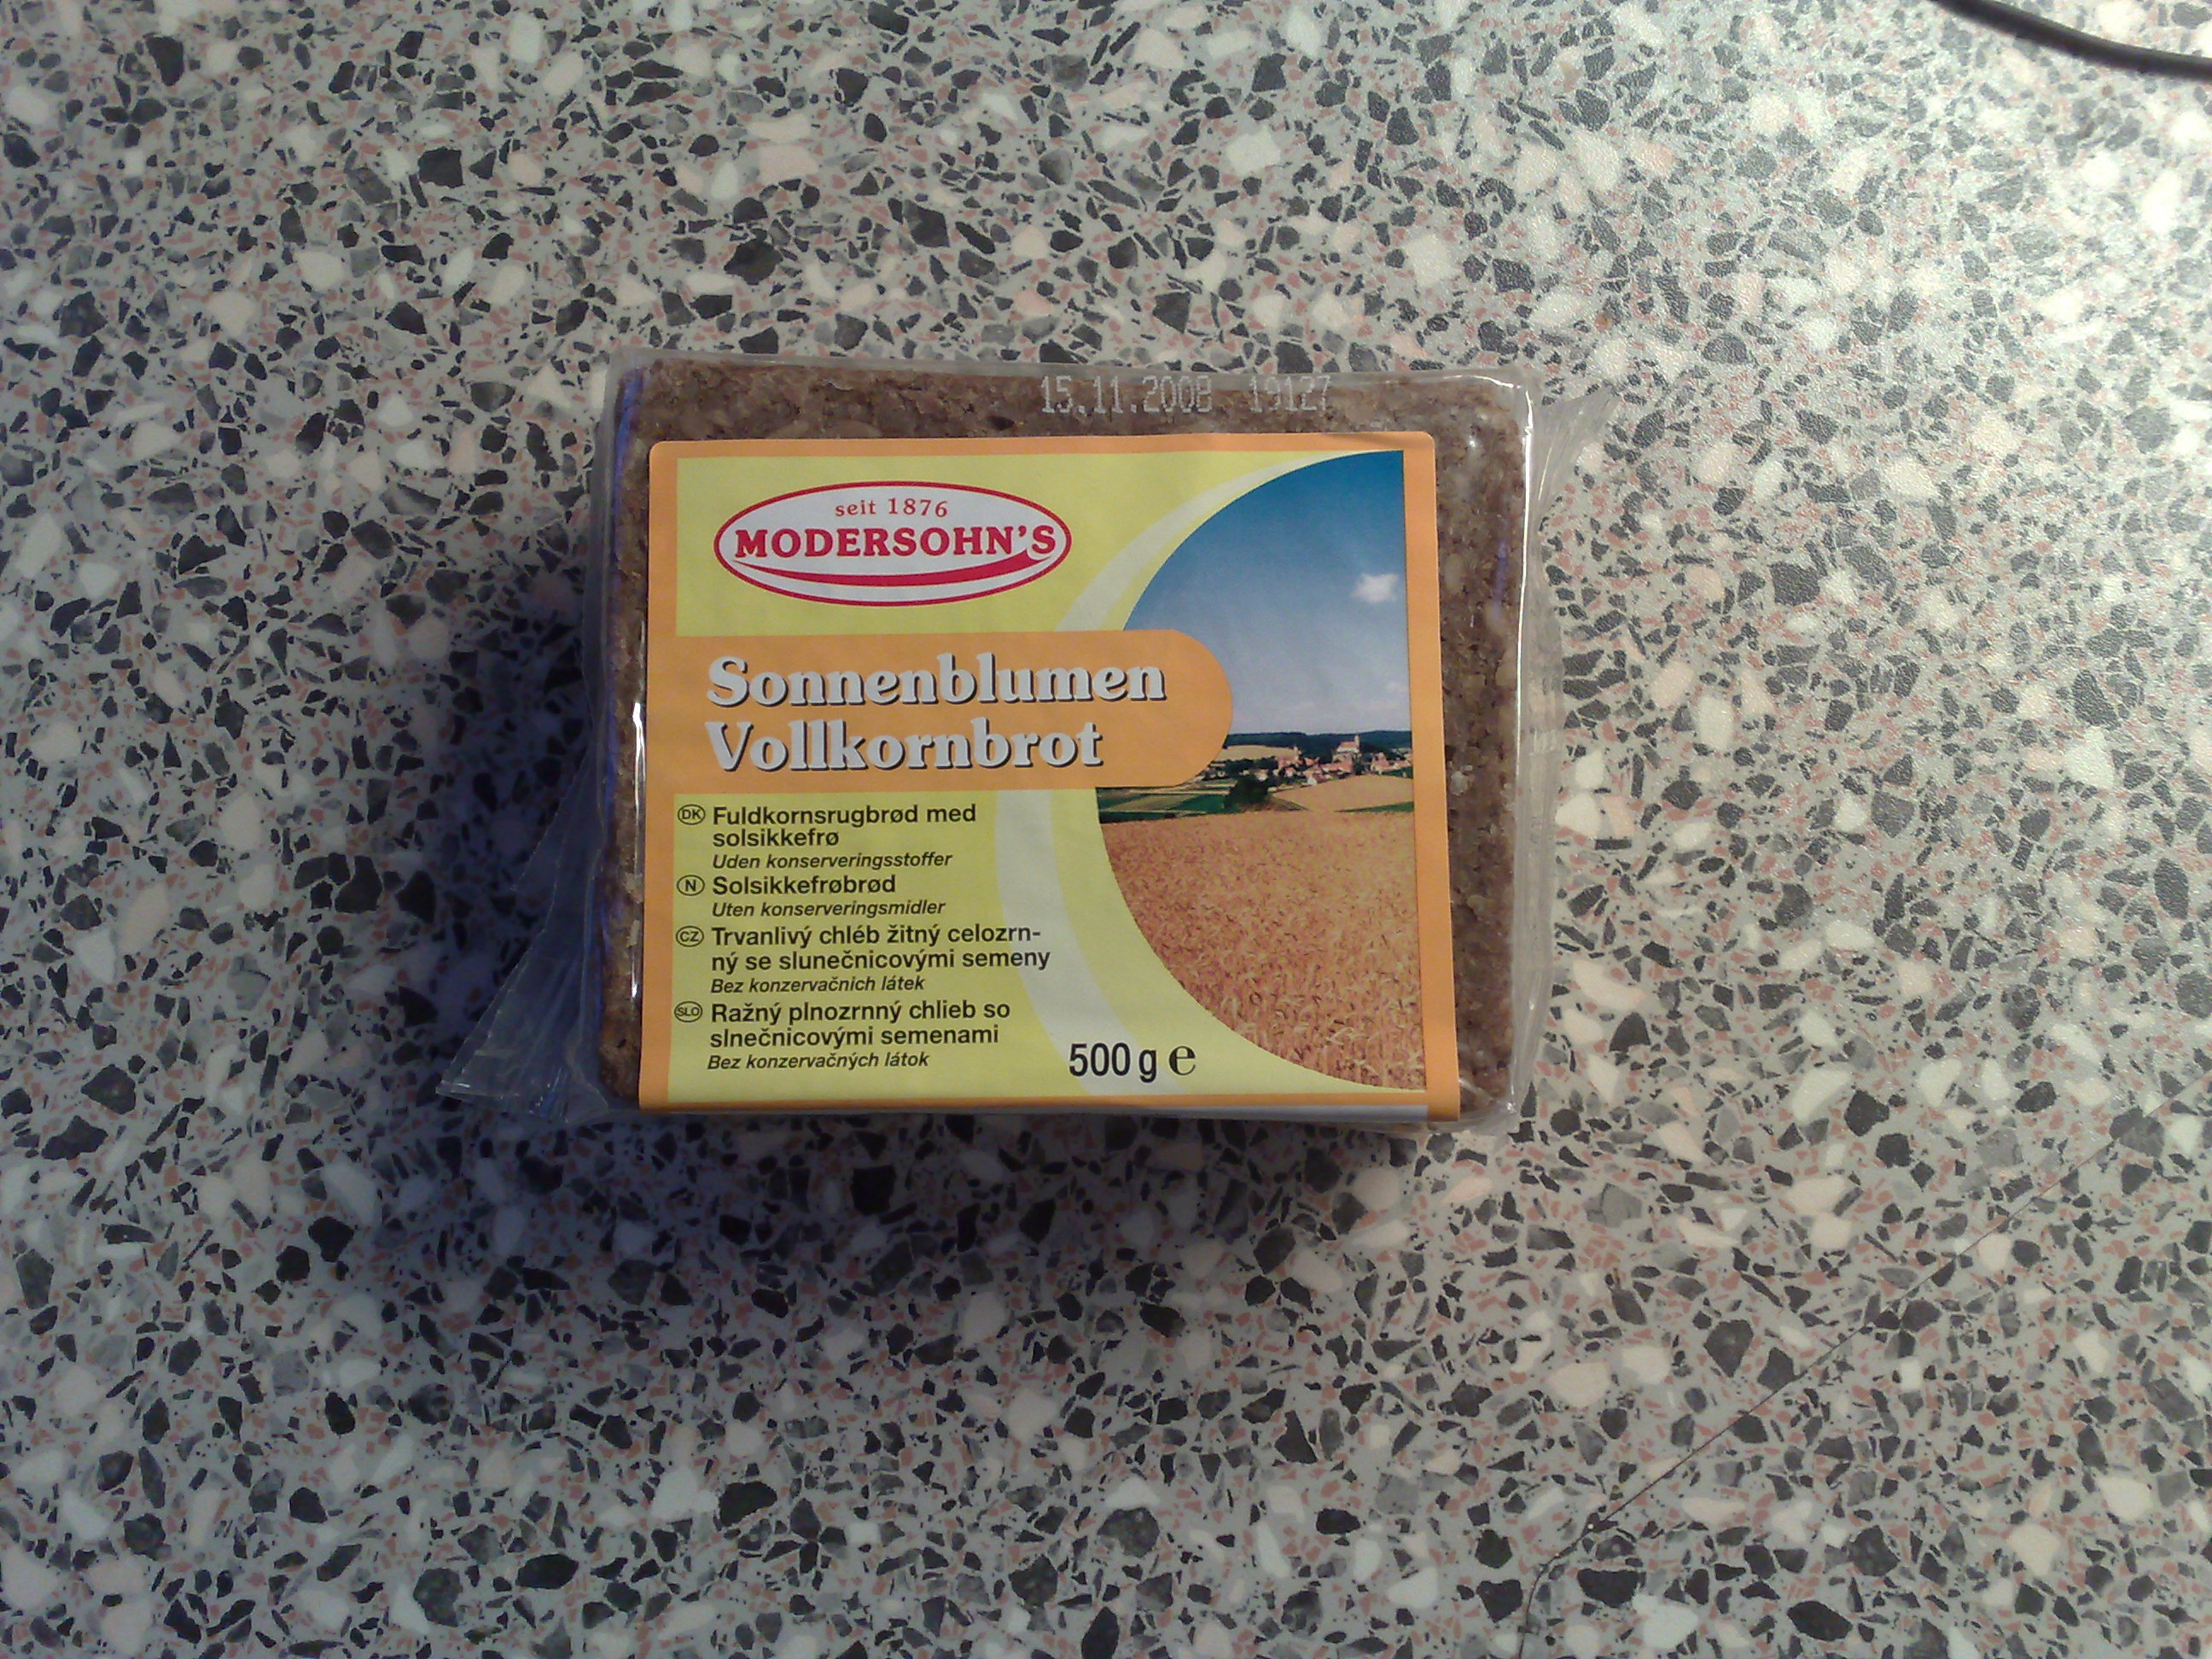 15.11.2008 19127
seit 1876
MODERSOHN'S
Sonnenblumen
Vollkornbrot
DK Fuldkornsrugbrød med
solsikkefrø
Uden konserveringsstoffer
N Solsikkefrøbrød
Uten konserveringsmidler
CZ Trvanlivý chléb žitný celozrn-
ný se slunečnicovými semeny
Bez konzervačnich látek
SLO Ražný plnozrnný chlieb so
slnečnicovými semenami
Bez konzervačných látok
500 g e